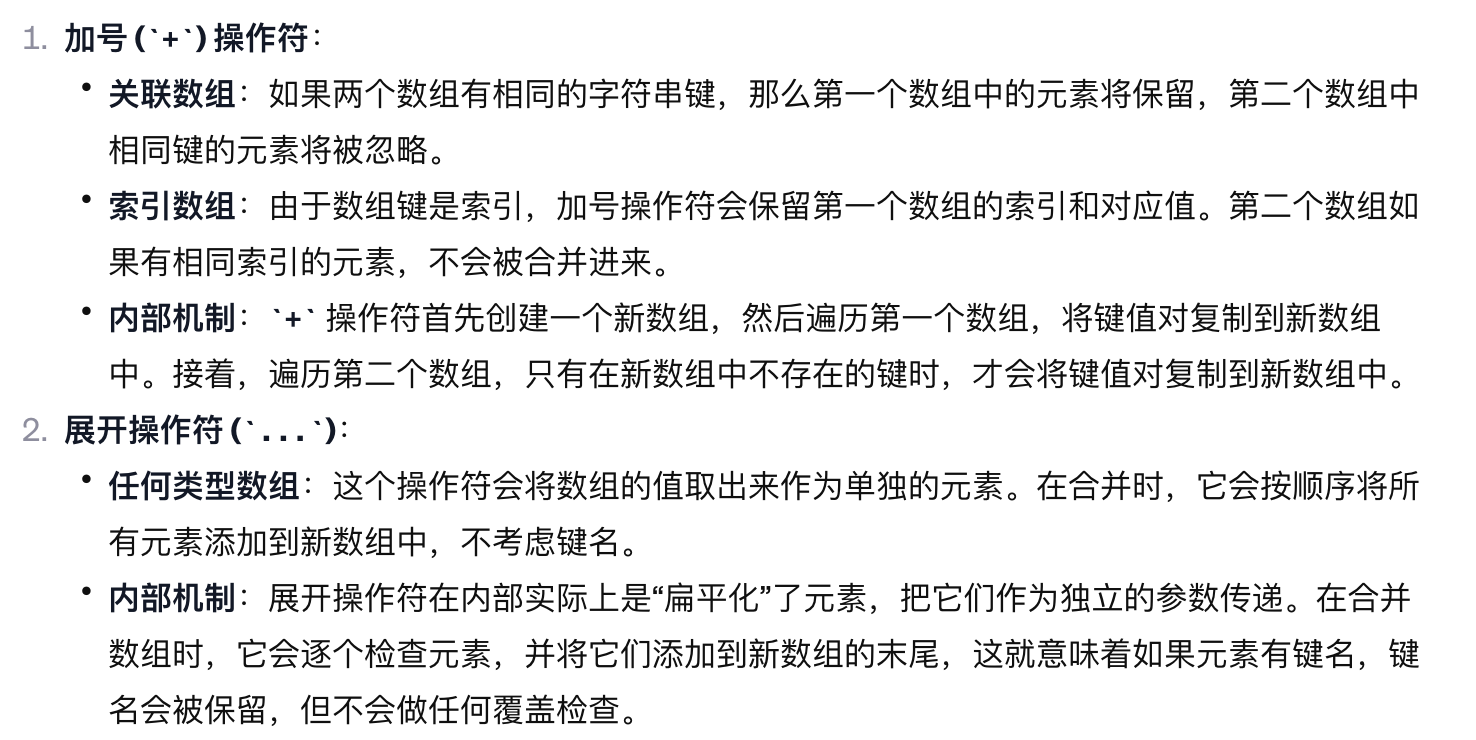 1. 加号(`+`)操作符：
• 关联数组：如果两个数组有相同的字符串键，那么第一个数组中的元素将保留，第二个数组中
相同键的元素将被忽略。
• 索引数组：由于数组键是索引，加号操作符会保留第一个数组的索引和对应值。第二个数组如
果有相同索引的元素，不会被合并进来。
• 内部机制：`+` 操作符首先创建一个新数组，然后遍历第一个数组，将键值对复制到新数组
中。接着，遍历第二个数组，只有在新数组中不存在的键时，才会将键值对复制到新数组中。
2. 展开操作符(`...`)：
• 任何类型数组：这个操作符会将数组的值取出来作为单独的元素。在合并时，它会按顺序将所
有元素添加到新数组中，不考虑键名。
• 内部机制：展开操作符在内部实际上是“扁平化”了元素，把它们作为独立的参数传递。在合并
数组时，它会逐个检查元素，并将它们添加到新数组的末尾，这就意味着如果元素有键名，键
名会被保留，但不会做任何覆盖检查。